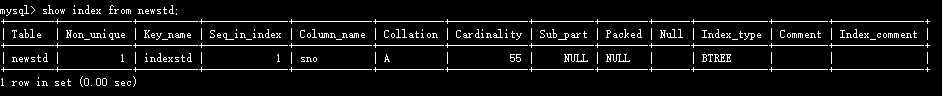 mysql> show index from newstd;
| Table | Non_unique | Key_name | Seq_in_index | Column_name | Collation | Cardinality | Sub_part | Packed | Null | Index_type | Comment | Index_comment |
| newstd | 1 | indexstd | 1 | sno | A | 55 | NULL | NULL | | BTREE | | |
1 row in set (0.00 sec)